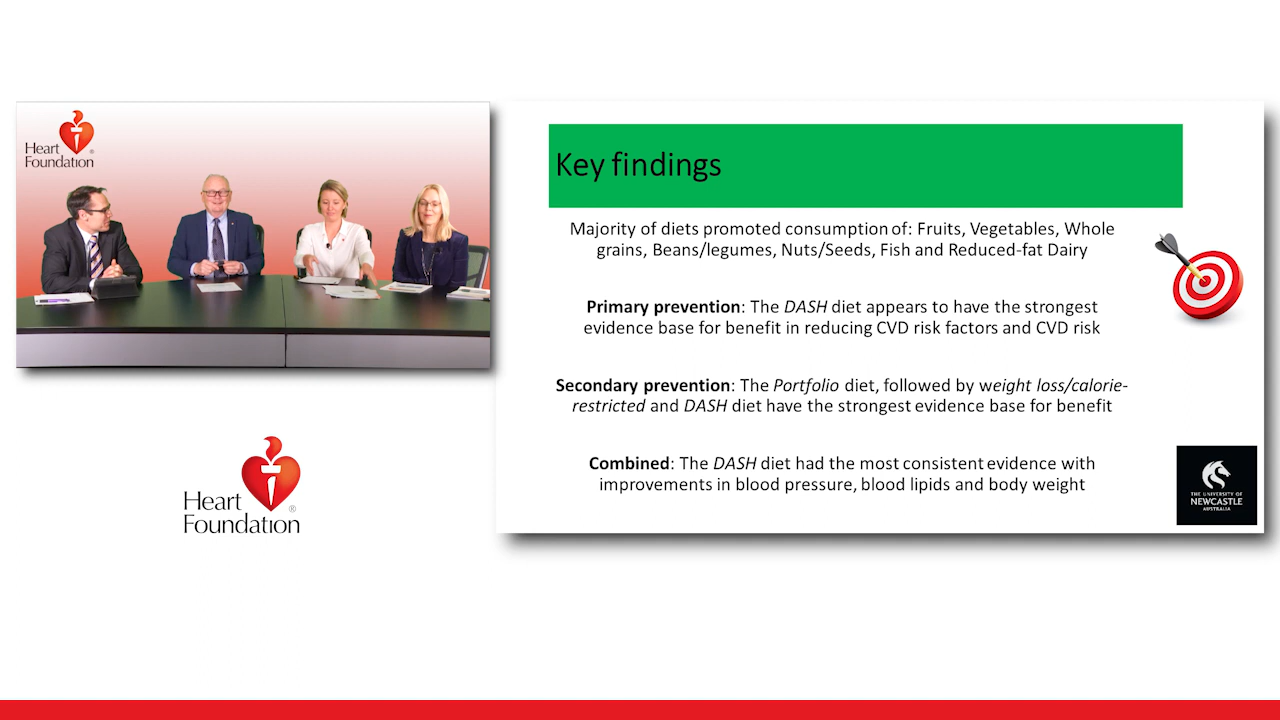 Heart
Foundation
Heart
Foundation
Key findings
Majority of diets promoted consumption of: Fruits, Vegetables, Whole
grains, Beans/legumes, Nuts/Seeds, Fish and Reduced-fat Dairy
Primary prevention: The DASH diet appears to have the strongest
evidence base for benefit in reducing CVD risk factors and CVD risk
Secondary prevention: The Portfolio diet, followed by weight loss/calorie-
restricted and DASH diet have the strongest evidence base for benefit
Combined: The DASH diet had the most consistent evidence with
improvements in blood pressure, blood lipids and body weight
THE UNIVERSITY OF
NEWCASTLE
AUSTRALIA